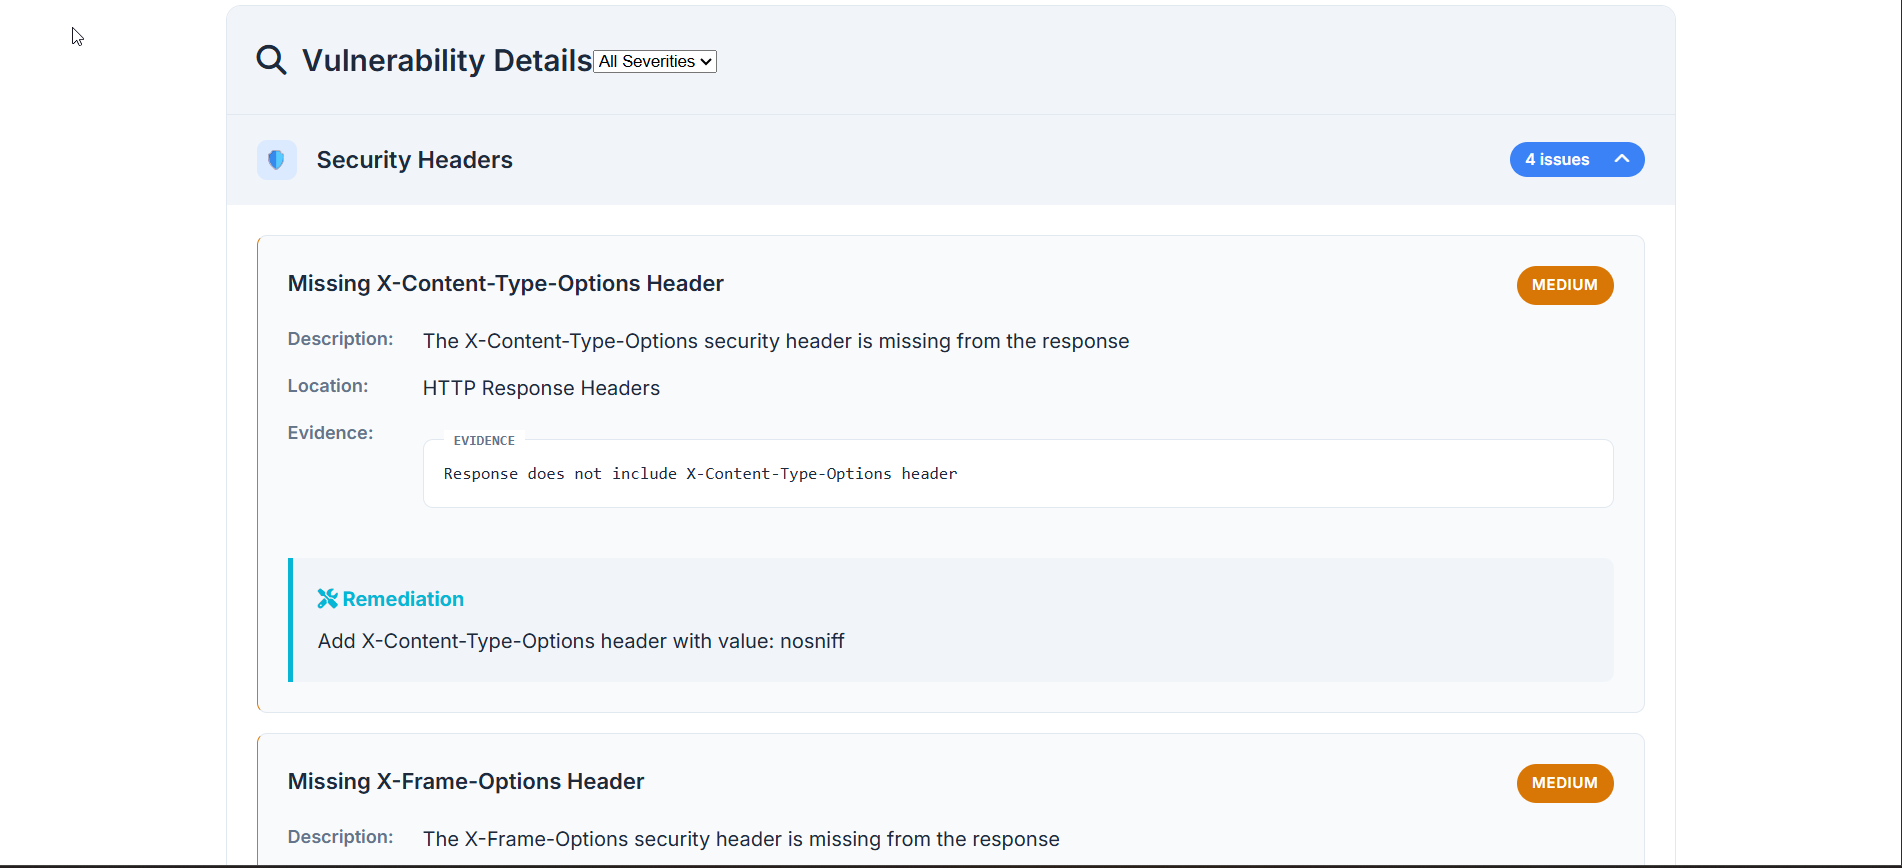 Vulnerability Details All Severities
Security Headers
4 issues
Missing X-Content-Type-Options Header
MEDIUM
Description: The X-Content-Type-Options security header is missing from the response
Location: HTTP Response Headers
Evidence:
EVIDENCE
Response does not include X-Content-Type-Options header
Remediation
Add X-Content-Type-Options header with value: nosniff
Missing X-Frame-Options Header
MEDIUM
Description: The X-Frame-Options security header is missing from the response